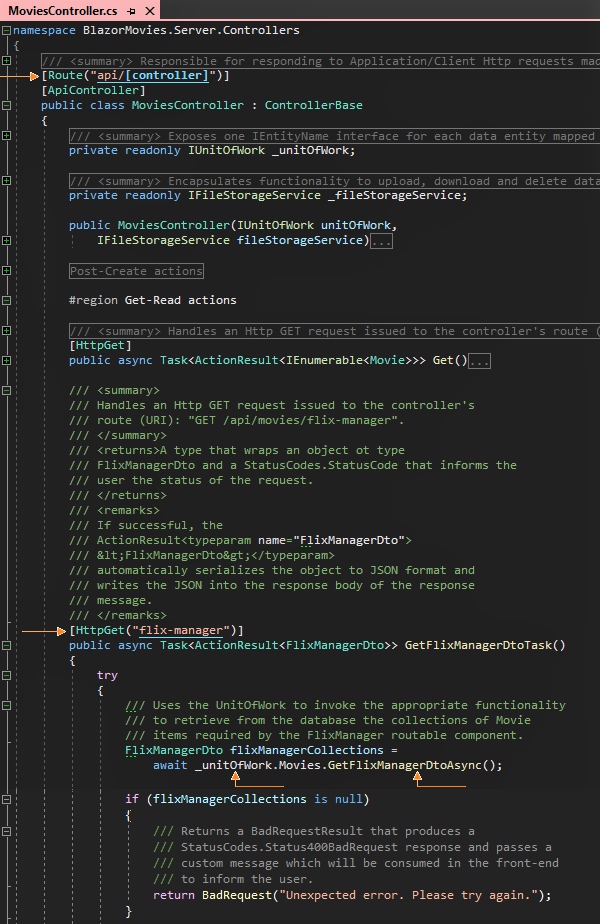 MoviesController.cs
namespace BlazorMovies.Server.Controllers
{
/// <summary> Responsible for responding to Application/Client Http requests mad
[Route("api/[controller]")]
[ApiController]
public class MoviesController : ControllerBase
{
/// <summary> Exposes one IEntityName interface for each data entity mapped
private readonly IUnitOfWork _unitOfWork;
/// <summary> Encapsulates functionality to upload, download and delete data
private readonly IFileStorageService _fileStorageService;
public MoviesController(IUnitOfWork unitOfWork,
IFileStorageService fileStorageService)...
Post-Create actions
#region Get-Read actions
/// <summary> Handles an Http GET request issued to the controller's route (
[HttpGet]
public async Task<ActionResult<IEnumerable<Movie>>> Get()...
/// <summary>
/// Handles an Http GET request issued to the controller's
/// route (URI): "GET /api/movies/flix-manager".
/// </summary>
/// <returns>A type that wraps an object ot type
/// FlixManagerDto and a StatusCodes.StatusCode that informs the
/// user the status of the request.
/// </returns>
/// <remarks>
/// If successful, the
/// ActionResult<typeparam name="FlixManagerDto">
/// &lt;FlixManagerDto&gt;</typeparam>
/// automatically serializes the object to JSON format and
/// writes the JSON into the response body of the response
/// message.
/// </remarks>
[HttpGet("flix-manager")]
public async Task<ActionResult<FlixManagerDto>> GetFlixManagerDtoTask()
{
try
{
/// Uses the UnitOfWork to invoke the appropriate functionality
/// to retrieve from the database the collections of Movie
/// items required by the FlixManager routable component.
FlixManagerDto flixManagerCollections =
await _unitOfWork.Movies.GetFlixManagerDtoAsync();
if (flixManagerCollections is null)
{
/// Returns a BadRequestResult that produces a
/// StatusCodes.Status400BadRequest response and passes a
/// custom message which will be consumed in the front-end
/// to inform the user.
return BadRequest("Unexpected error. Please try again.");
}